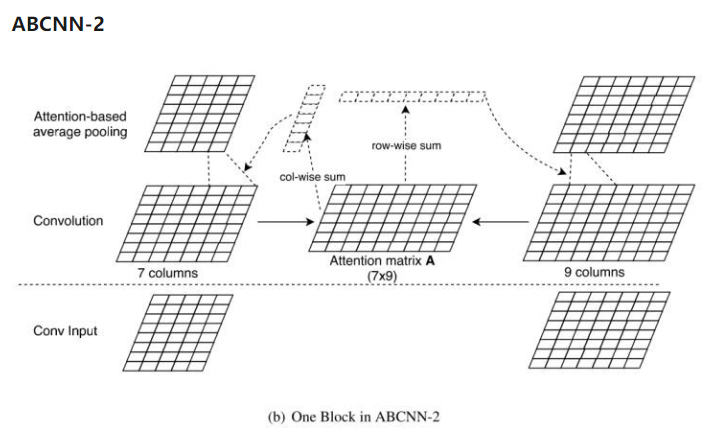 ABCNN-2
Attention-based
average pooling
col-wise sum
row-wise sum
Convolution
7 columns
Attention matrix A
(7x9)
9 columns
Conv Input
(b) One Block in ABCNN-2